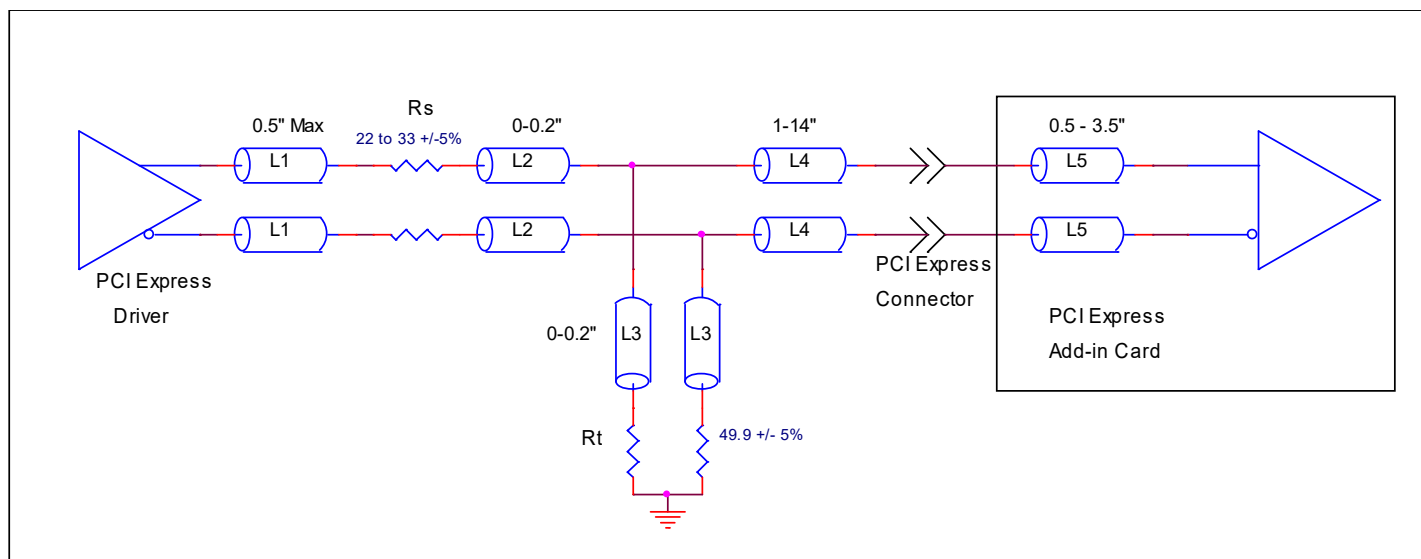 Rs
0.5" Max
22 to 33 +/-5%
0-0.2"
1-14"
0.5 - 3.5"
L1
L2
L4
L5
L1
L2
L4
L5
PCI Express
Driver
PCI Express
Connector
0-0.2"
L3
L3
PCI Express
Add-in Card
Rt
49.9 +/- 5%